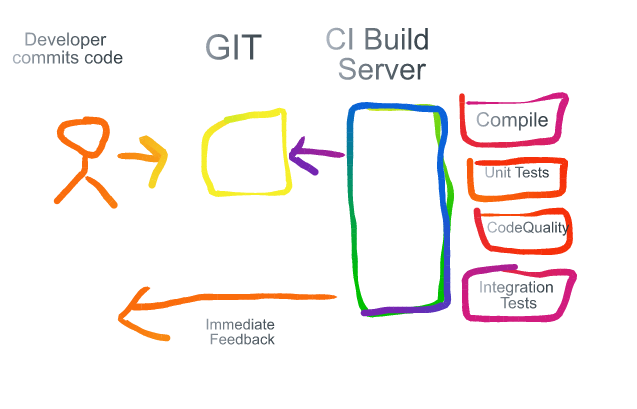 Developer
commits code
GIT
CI Build
Server
Compile
Unit Tests
CodeQuality
Integration
Tests
Immediate
Feedback